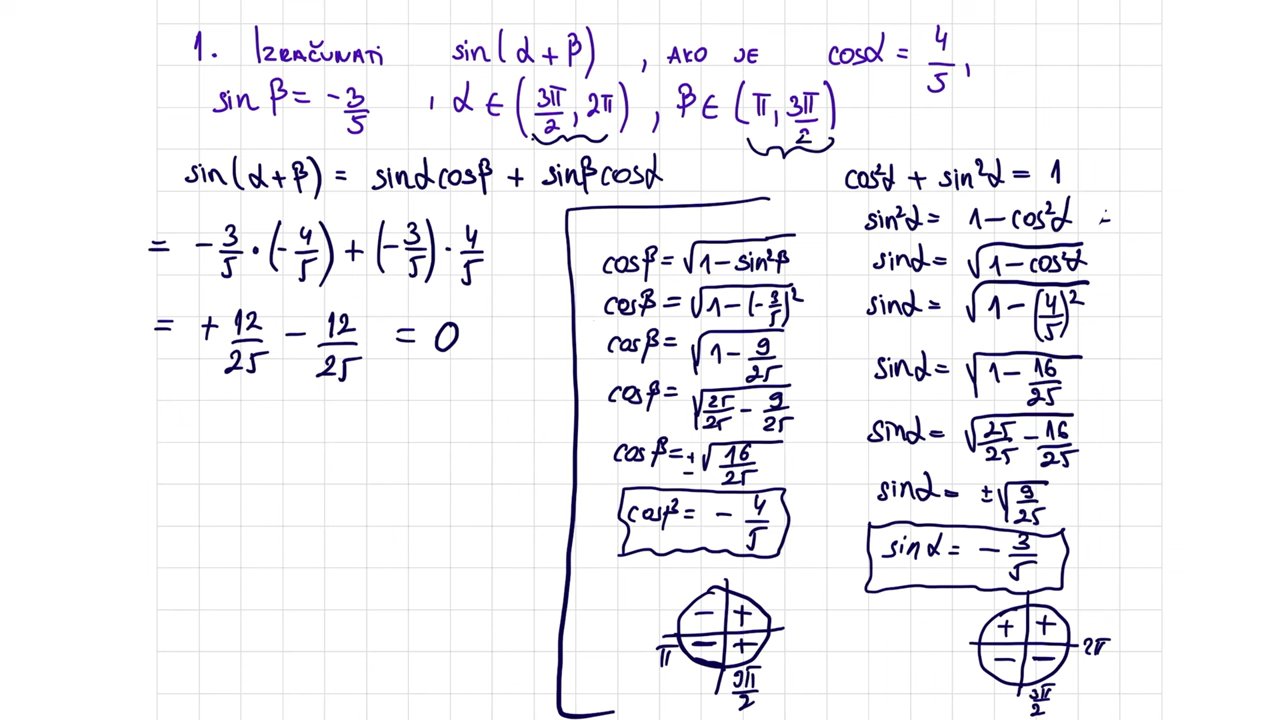 1. IZRAČUNATI sin(α+β), AKO JE cosα = 4/5,
sin β = -3/5, α ∈ (3π/2, 2π), β ∈ (π, 3π/2)
sin(α+β) = sinαcosβ + sinβcosα
= -3/5 · (-4/5) + (-3/5) · 4/5
= +12/25 - 12/25 = 0
cosβ = √(1-sin²β)
cosβ = √(1-(-3/5)²)
cosβ = √(1-9/25)
cosβ = √(25/25 - 9/25)
cosβ = ±√(16/25)
cosβ = -4/5
- +
- +
π
3π/2
cos²α + sin²α = 1
sin²α = 1-cos²α
sinα = √(1-cos²α)
sinα = √(1-(4/5)²)
sinα = √(1-16/25)
sinα = √(25/25 - 16/25)
sinα = ±√(9/25)
sinα = -3/5
+ +
- -
2π
3π/2